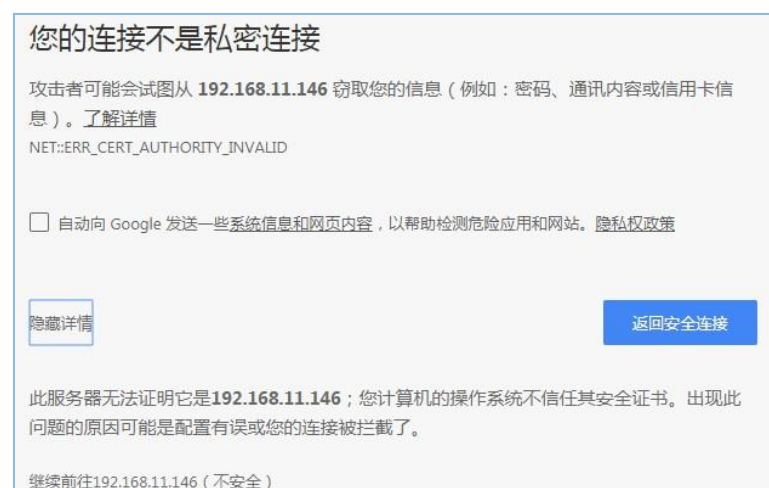 您的连接不是私密连接
攻击者可能会试图从 192.168.11.146 窃取您的信息（例如：密码、通讯内容或信用卡信
息）。了解详情
NET::ERR_CERT_AUTHORITY_INVALID
自动向 Google 发送一些系统信息和网页内容，以帮助检测危险应用和网站。隐私权政策
隐藏详情
返回安全连接
此服务器无法证明它是192.168.11.146；您计算机的操作系统不信任其安全证书。出现此
问题的原因可能是配置有误或您的连接被拦截了。
继续前往192.168.11.146（不安全）